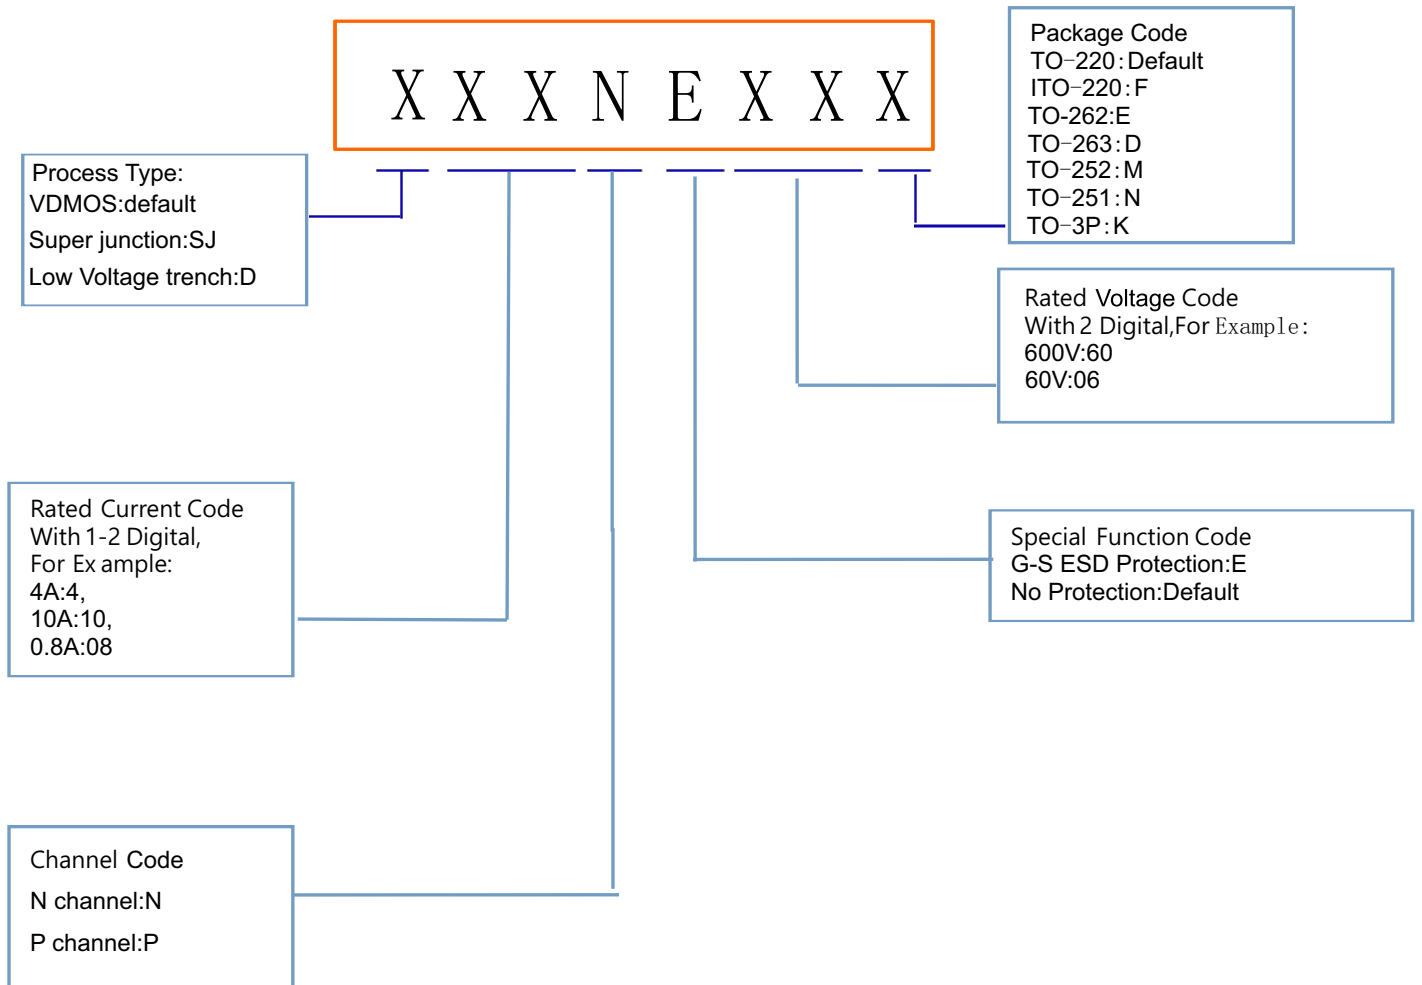 X X X N E X X X
Package Code
TO-220:Default
ITO-220:F
TO-262:E
TO-263:D
TO-252:M
TO-251:N
TO-3P:K
Process Type:
VDMOS:default
Super junction:SJ
Low Voltage trench:D
Rated Voltage Code
With 2 Digital,For Example:
600V:60
60V:06
Rated Current Code
With 1-2 Digital,
For Ex ample:
4A:4,
10A:10,
0.8A:08
Special Function Code
G-S ESD Protection:E
No Protection:Default
Channel Code
N channel:N
P channel:P